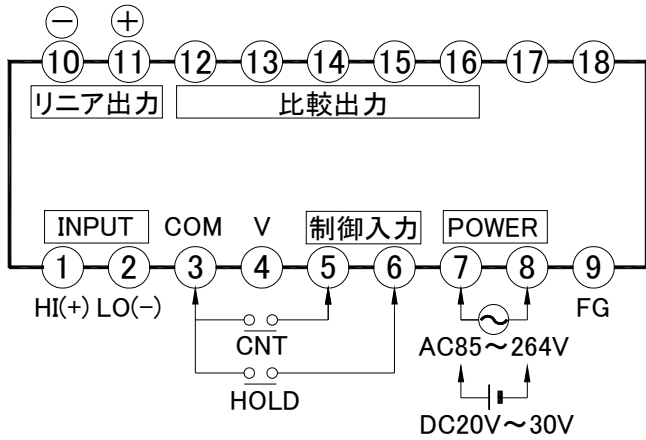 − +
10 11 12 13 14 15 16 17 18
リニア出力 比較出力
INPUT COM V 制御入力 POWER
1 2 3 4 5 6 7 8 9
HI(+) LO(−) FG
CNT
AC85～264V
HOLD
DC20V～30V